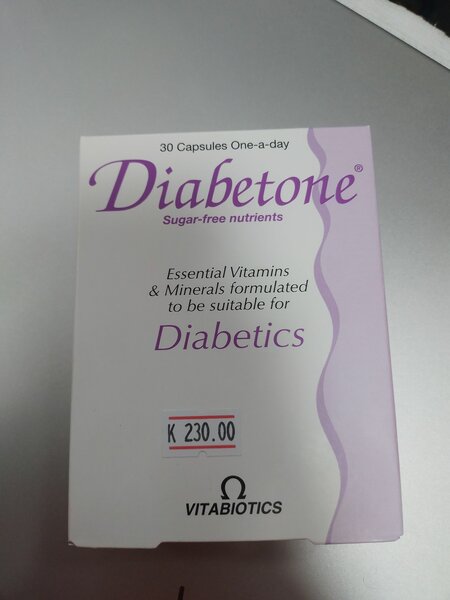 30 Capsules One-a-day
Diabetone®
Sugar-free nutrients
Essential Vitamins
& Minerals formulated
to be suitable for
Diabetics
K 230.00
VITABIOTICS